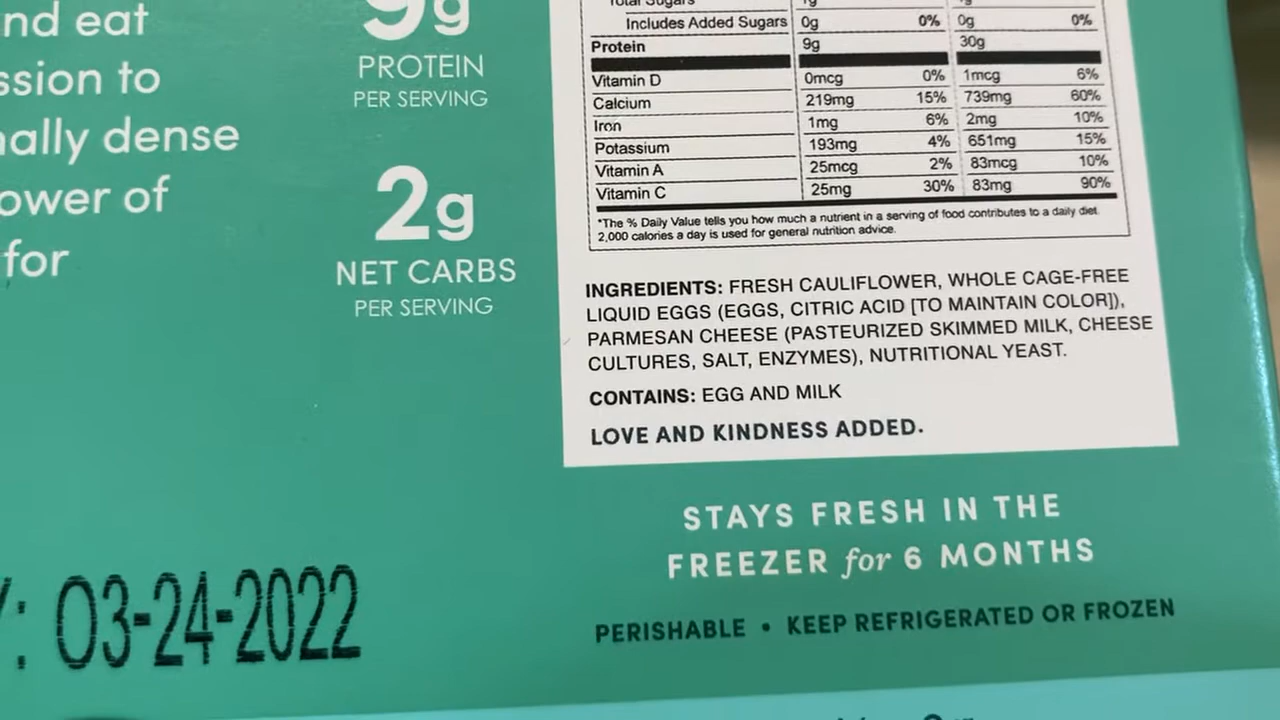 nd eat
ssion to
nally dense
ower of
for
9g
PROTEIN
PER SERVING
2g
NET CARBS
PER SERVING
Total Sugars
Includes Added Sugars 0g 0% 0g 0%
Protein 9g 30g
Vitamin D 0mcg 0% 1mcg 6%
Calcium 219mg 15% 739mg 60%
Iron 1mg 6% 2mg 10%
Potassium 193mg 4% 651mg 15%
Vitamin A 25mcg 2% 83mcg 10%
Vitamin C 25mg 30% 83mg 90%
*The % Daily Value tells you how much a nutrient in a serving of food contributes to a daily diet.
2,000 calories a day is used for general nutrition advice.
INGREDIENTS: FRESH CAULIFLOWER, WHOLE CAGE-FREE
LIQUID EGGS (EGGS, CITRIC ACID [TO MAINTAIN COLOR]),
PARMESAN CHEESE (PASTEURIZED SKIMMED MILK, CHEESE
CULTURES, SALT, ENZYMES), NUTRITIONAL YEAST.
CONTAINS: EGG AND MILK
LOVE AND KINDNESS ADDED.
STAYS FRESH IN THE
FREEZER for 6 MONTHS
PERISHABLE • KEEP REFRIGERATED OR FROZEN
: 03-24-2022